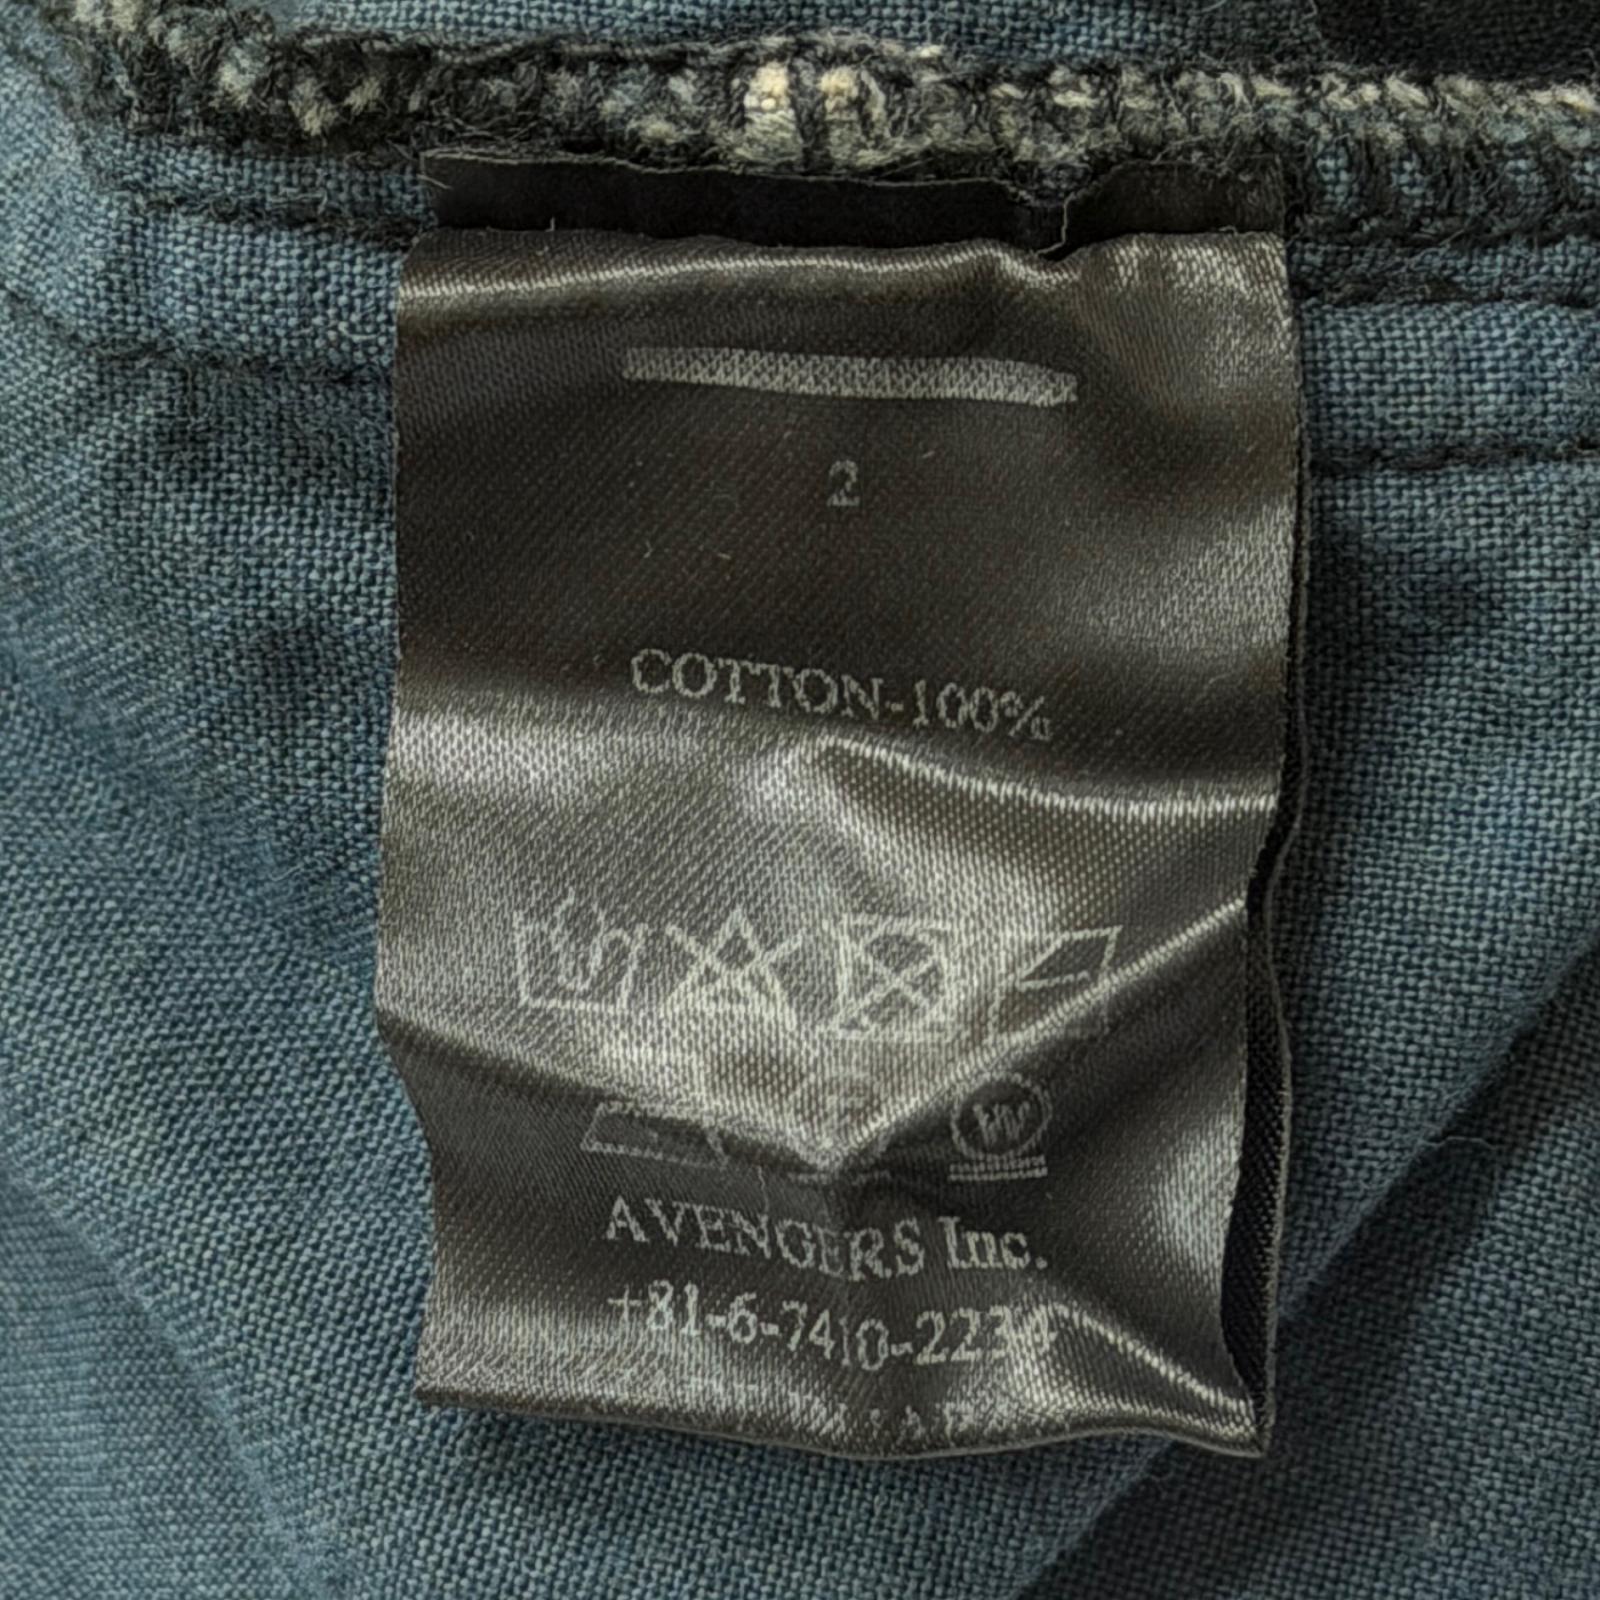 2
COTTON-100%
W
AVENGERS Inc.
+81-6-7410-2234